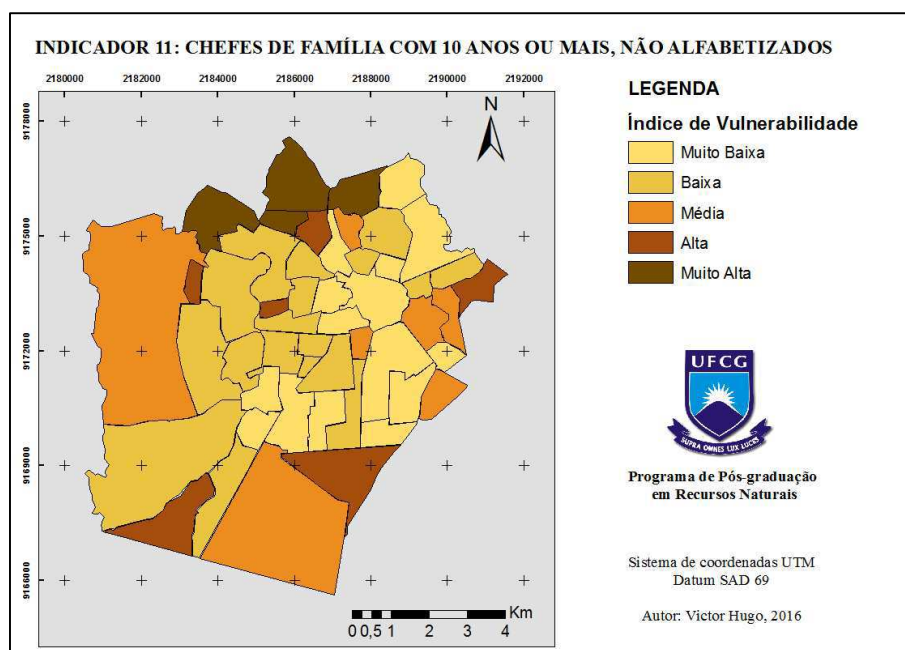 INDICADOR 11: CHEFES DE FAMÍLIA COM 10 ANOS OU MAIS, NÃO ALFABETIZADOS
2180000 2182000 2184000 2186000 2188000 2190000 2192000
9178000
9175000
9172000
9169000
9166000
N
Km
0 0,5 1 2 3 4
LEGENDA
Índice de Vulnerabilidade
Muito Baixa
Baixa
Média
Alta
Muito Alta
UFCG
SUPRA OMNES LUX LUCES
Programa de Pós-graduação
em Recursos Naturais
Sistema de coordenadas UTM
Datum SAD 69
Autor: Victor Hugo, 2016